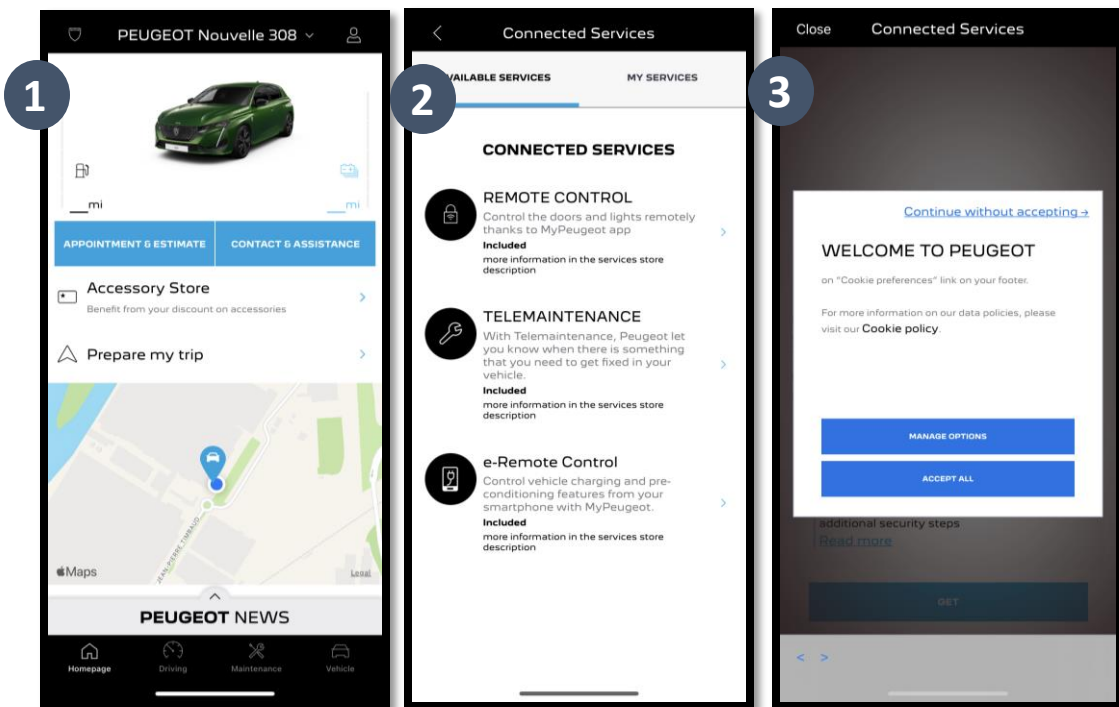 1
PEUGEOT Nouvelle 308
mi
mi
APPOINTMENT & ESTIMATE
CONTACT & ASSISTANCE
Accessory Store
Benefit from your discount on accessories
Prepare my trip
JEAN-PIERRE TIMBAUD
Maps
Legal
PEUGEOT NEWS
Homepage
Driving
Maintenance
Vehicle
2
Connected Services
VAILABLE SERVICES
MY SERVICES
CONNECTED SERVICES
REMOTE CONTROL
Control the doors and lights remotely
thanks to MyPeugeot app
Included
more information in the services store
description
TELEMAINTENANCE
With Telemaintenance, Peugeot let
you know when there is something
that you need to get fixed in your
vehicle.
Included
more information in the services store
description
e-Remote Control
Control vehicle charging and pre-
conditioning features from your
smartphone with MyPeugeot.
Included
more information in the services store
description
3
Close
Connected Services
Continue without accepting →
WELCOME TO PEUGEOT
on "Cookie preferences" link on your footer.
For more information on our data policies, please
visit our Cookie policy.
MANAGE OPTIONS
ACCEPT ALL
additional security steps
Read more
GET
< >